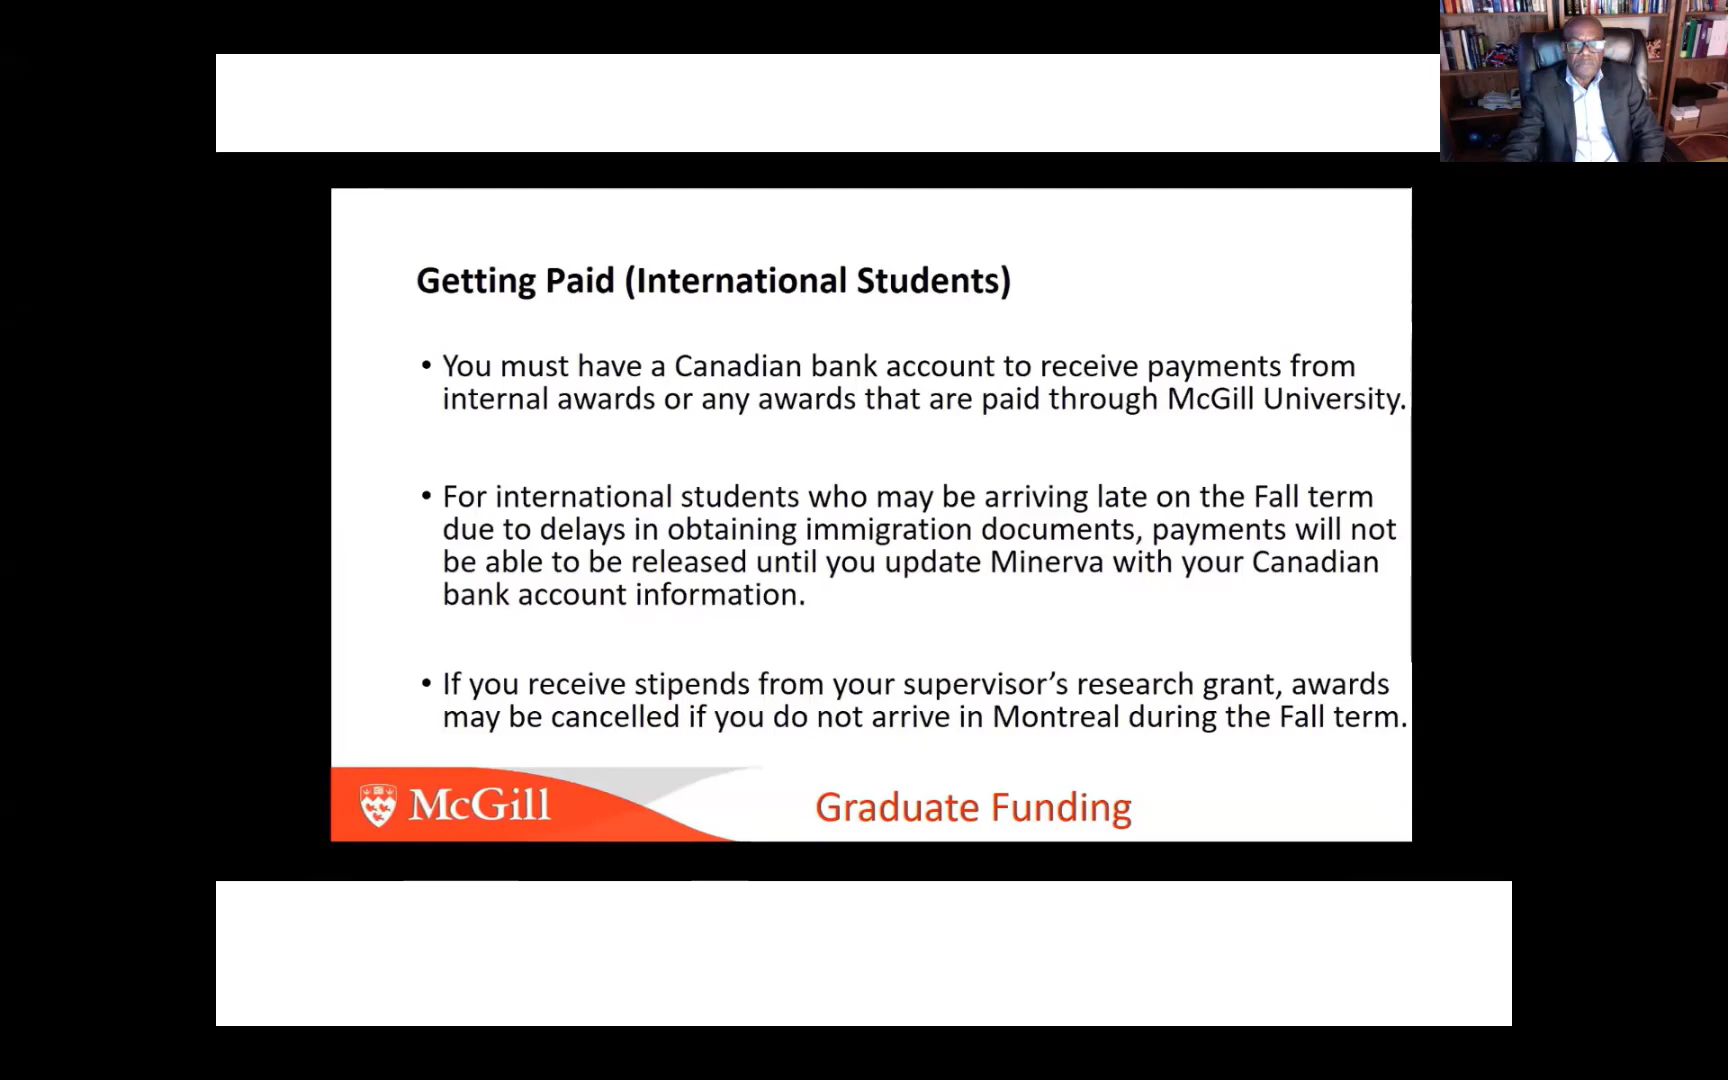 Getting Paid (International Students)
• You must have a Canadian bank account to receive payments from
internal awards or any awards that are paid through McGill University.
• For international students who may be arriving late on the Fall term
due to delays in obtaining immigration documents, payments will not
be able to be released until you update Minerva with your Canadian
bank account information.
• If you receive stipends from your supervisor’s research grant, awards
may be cancelled if you do not arrive in Montreal during the Fall term.
McGill
Graduate Funding